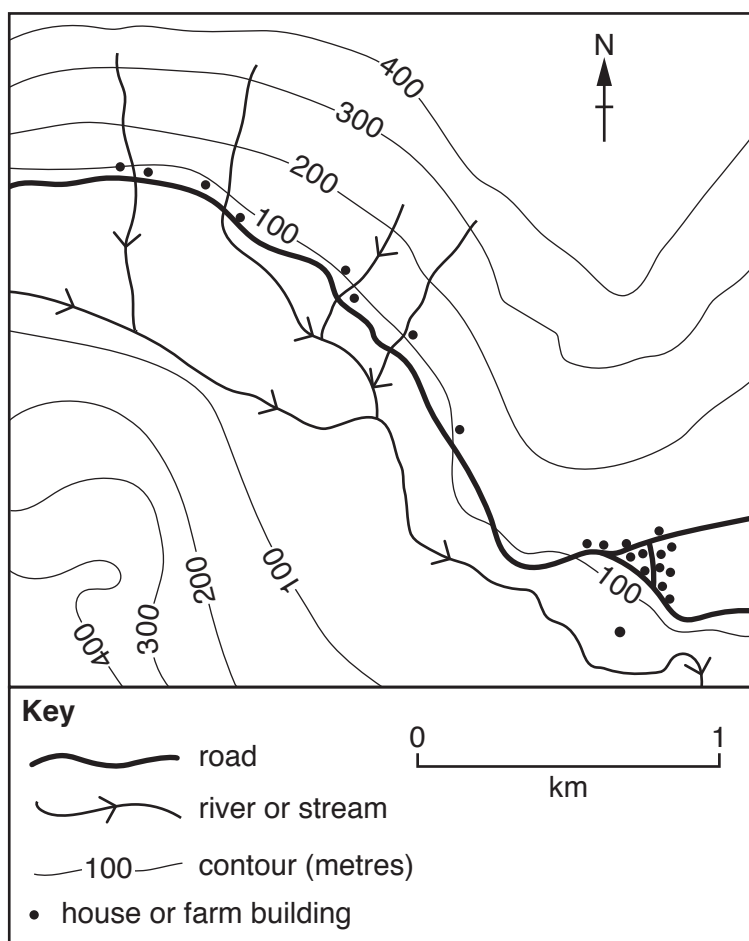 N
400
300
200
100
100
200
300
400
100
Key
road
river or stream
100 contour (metres)
house or farm building
0 1
km